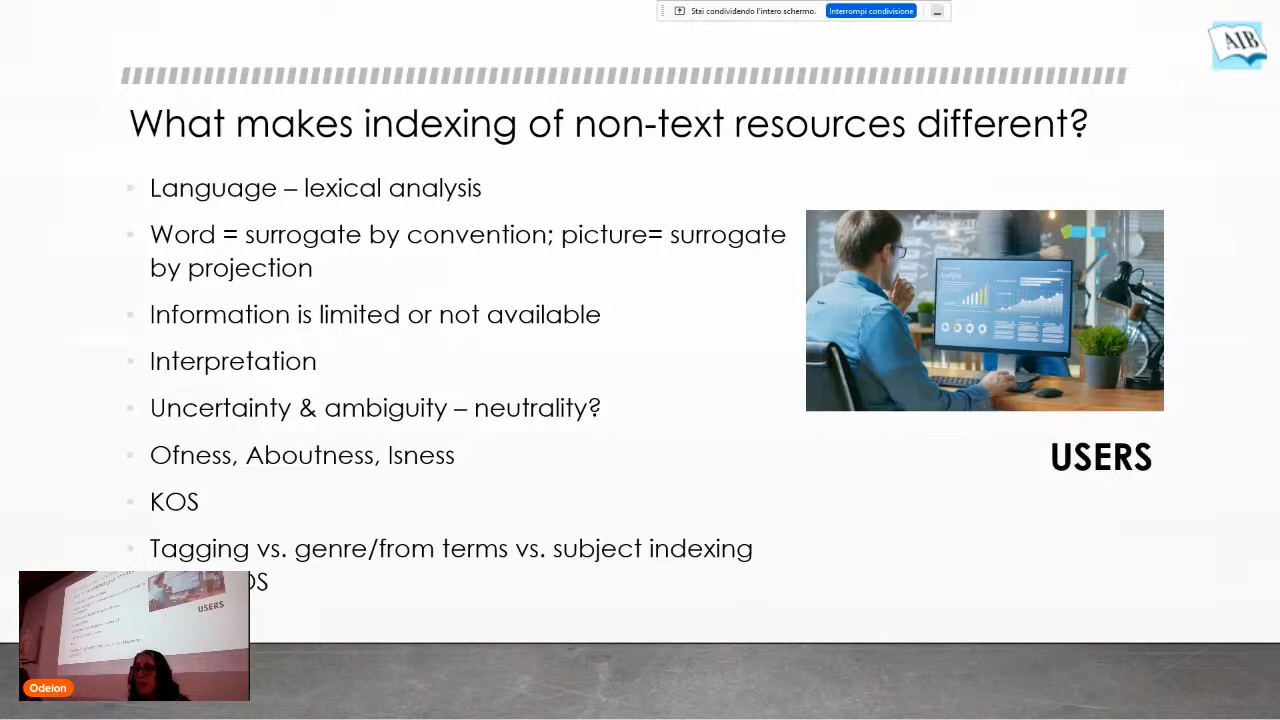 Stai condividendo l'intero schermo. Interrompi condivisione
AIB
What makes indexing of non-text resources different?
Language – lexical analysis
Word = surrogate by convention; picture= surrogate
by projection
Information is limited or not available
Interpretation
Uncertainty & ambiguity – neutrality?
Ofness, Aboutness, Isness
KOS
Tagging vs. genre/from terms vs. subject indexing
USERS
USERS
Odeion